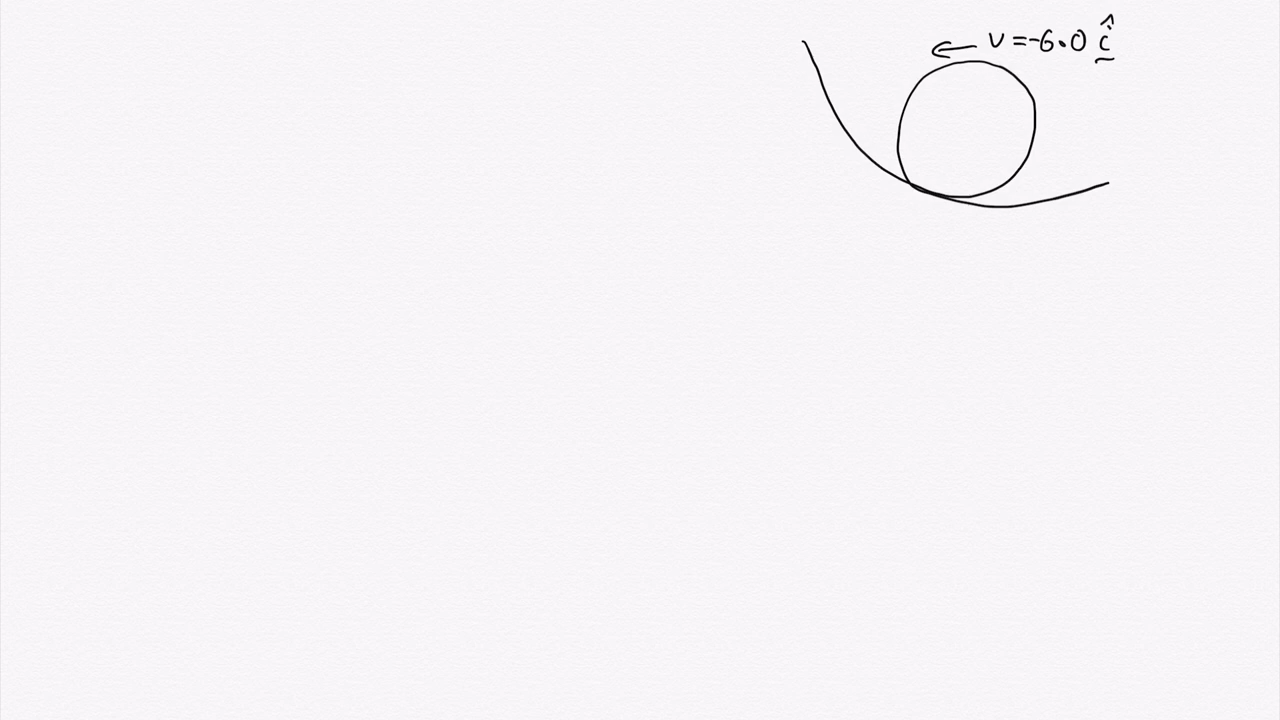 v = -6.0 î